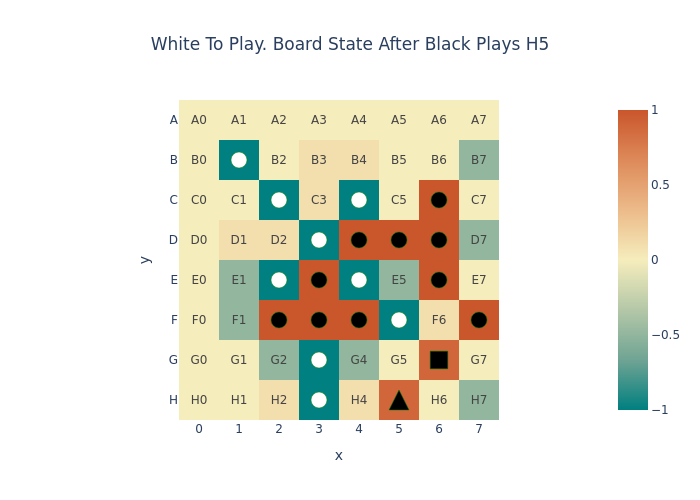 White To Play. Board State After Black Plays H5
A A0 A1 A2 A3 A4 A5 A6 A7
B B0 B2 B3 B4 B5 B6 B7
C C0 C1 C3 C5 C7
D D0 D1 D2 D7
E E0 E1 E5 E7
F F0 F1 F6
G G0 G1 G2 G4 G5 G7
H H0 H1 H2 H4 H6 H7
0 1 2 3 4 5 6 7
x
y
1
0.5
0
−0.5
−1